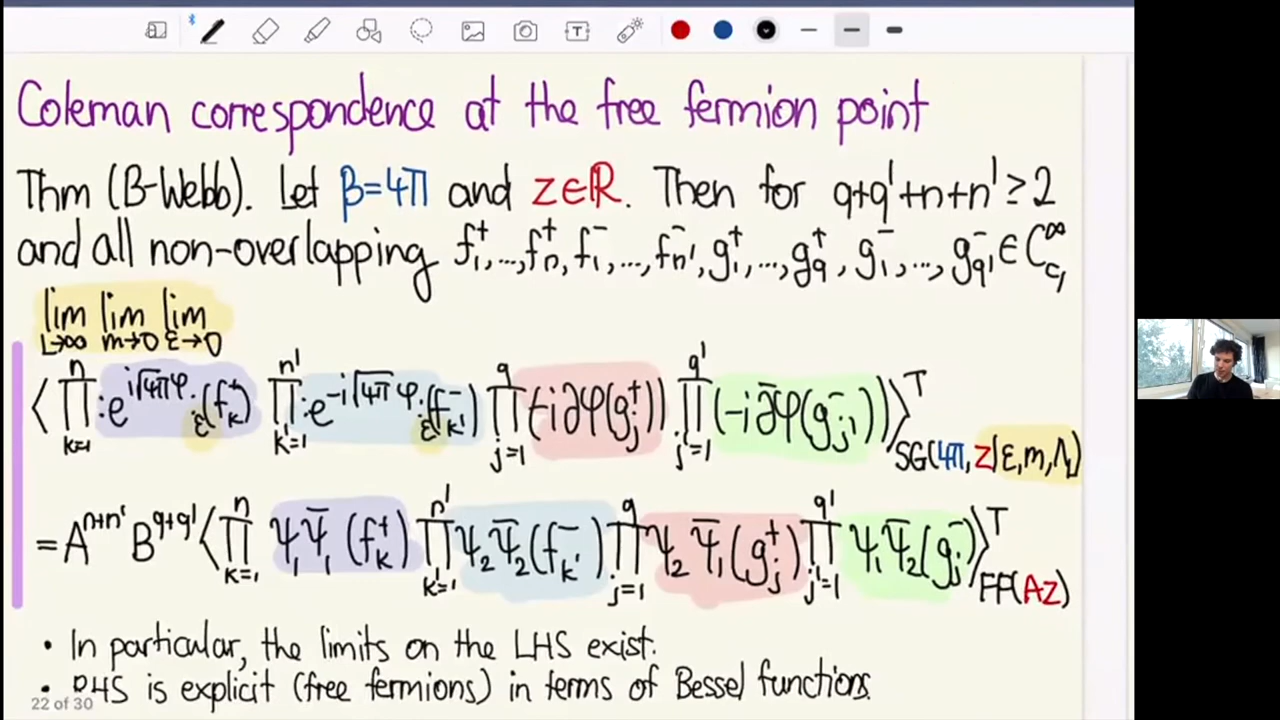 Coleman correspondence at the free fermion point
Thm (B-Webb). Let β=4π and z∈ℝ. Then for q+q'+n+n' ≥ 2
and all non-overlapping f₁⁺,...,fₙ⁺, f₁⁻,...,fₙ'⁻, g₁⁺,...,g_q⁺, g₁⁻,...,g_q'⁻ ∈ C_c^∞,
lim_{L→∞} lim_{m→0} lim_{ε→0}
⟨∏_{k=1}^{n} :e^{i√4π φ}:_ε(f_k⁺) ∏_{k'=1}^{n'} :e^{-i√4π φ}:_ε(f_{k'}⁻) ∏_{j=1}^{q} (-i∂φ(g_j⁺)) ∏_{j'=1}^{q'} (-i∂̄φ(g_{j'}⁻))⟩^T_{SG(4π,z|ε,m,Λ_L)}
= A^{n+n'} B^{q+q'} ⟨∏_{k=1}^{n} ψ₁ψ̄₁(f_k⁺) ∏_{k'=1}^{n'} ψ₂ψ̄₂(f_{k'}⁻) ∏_{j=1}^{q} ψ₂ψ̄₁(g_j⁺) ∏_{j'=1}^{q'} ψ₁ψ̄₂(g_{j'}⁻)⟩^T_{FF(Az)}
• In particular, the limits on the LHS exist.
• RHS is explicit (free fermions) in terms of Bessel functions.
22 of 30